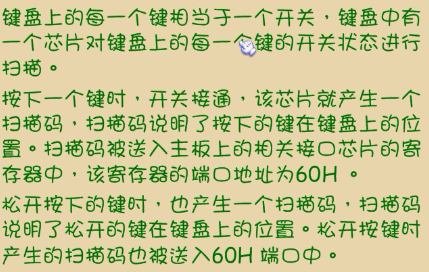 键盘上的每一个键相当于一个开关，键盘中有
一个芯片对键盘上的每一个键的开关状态进行
扫描。
按下一个键时，开关接通，该芯片就产生一个
扫描码，扫描码说明了按下的键在键盘上的位
置。扫描码被送入主板上的相关接口芯片的寄
存器中，该寄存器的端口地址为60H 。
松开按下的键时，也产生一个扫描码，扫描码
说明了松开的键在键盘上的位置。松开按键时
产生的扫描码也被送入60H 端口中。